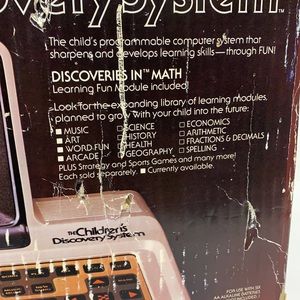 very System™
The child's programmable computer system that
sharpens and develops learning skills—through FUN!
DISCOVERIES IN™ MATH
Learning Fun Module included!
Look for the expanding library of learning modules,
planned to grow with your child into the future:
■ MUSIC □ SCIENCE □ ECONOMICS
■ ART □ HISTORY □ ARITHMETIC
■ WORD FUN □ HEALTH □ FRACTIONS & DECIMALS
■ ARCADE □ GEOGRAPHY □ SPELLING
PLUS Strategy and Sports Games and many more!
Each sold separately. ■ Currently available.
THE Children's
Discovery System
FOR USE WITH SIX
AA ALKALINE BATTERIES